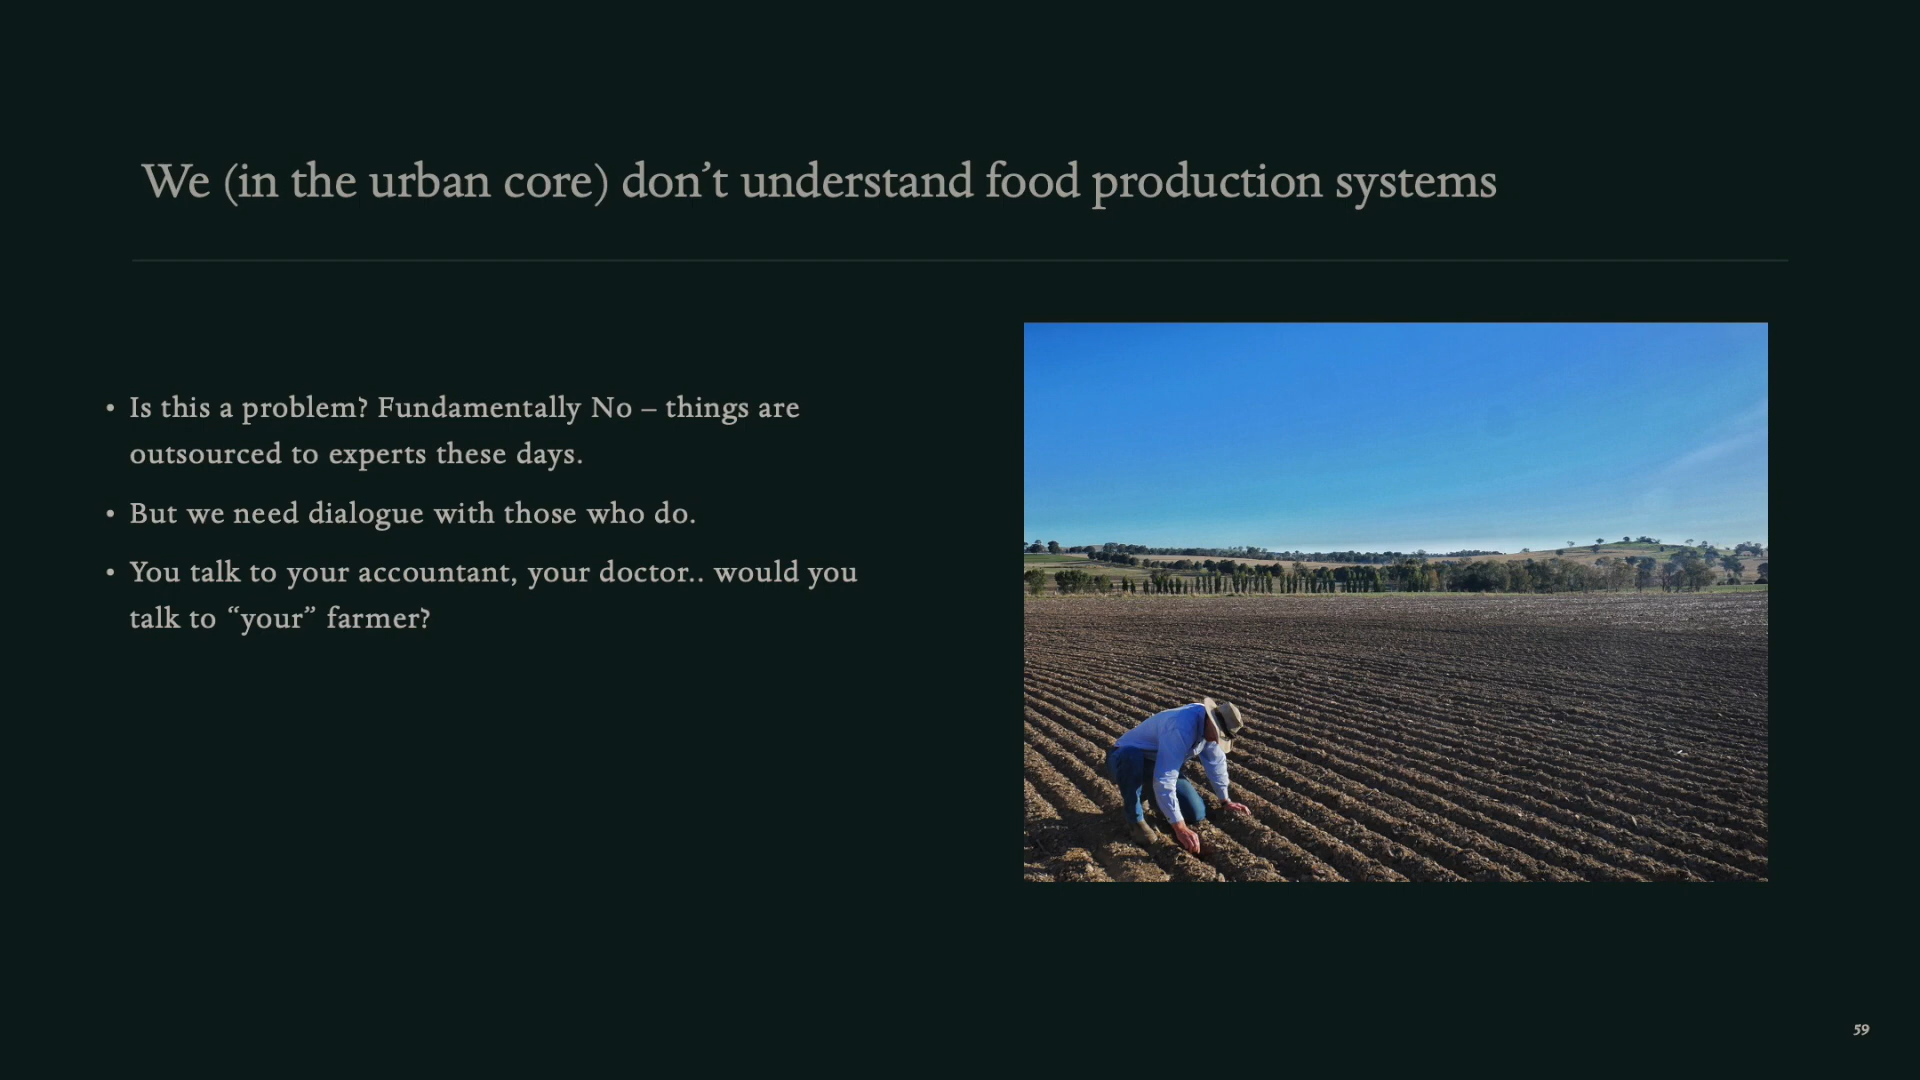 We (in the urban core) don’t understand food production systems
• Is this a problem? Fundamentally No – things are
outsourced to experts these days.
• But we need dialogue with those who do.
• You talk to your accountant, your doctor.. would you
talk to “your” farmer?
59